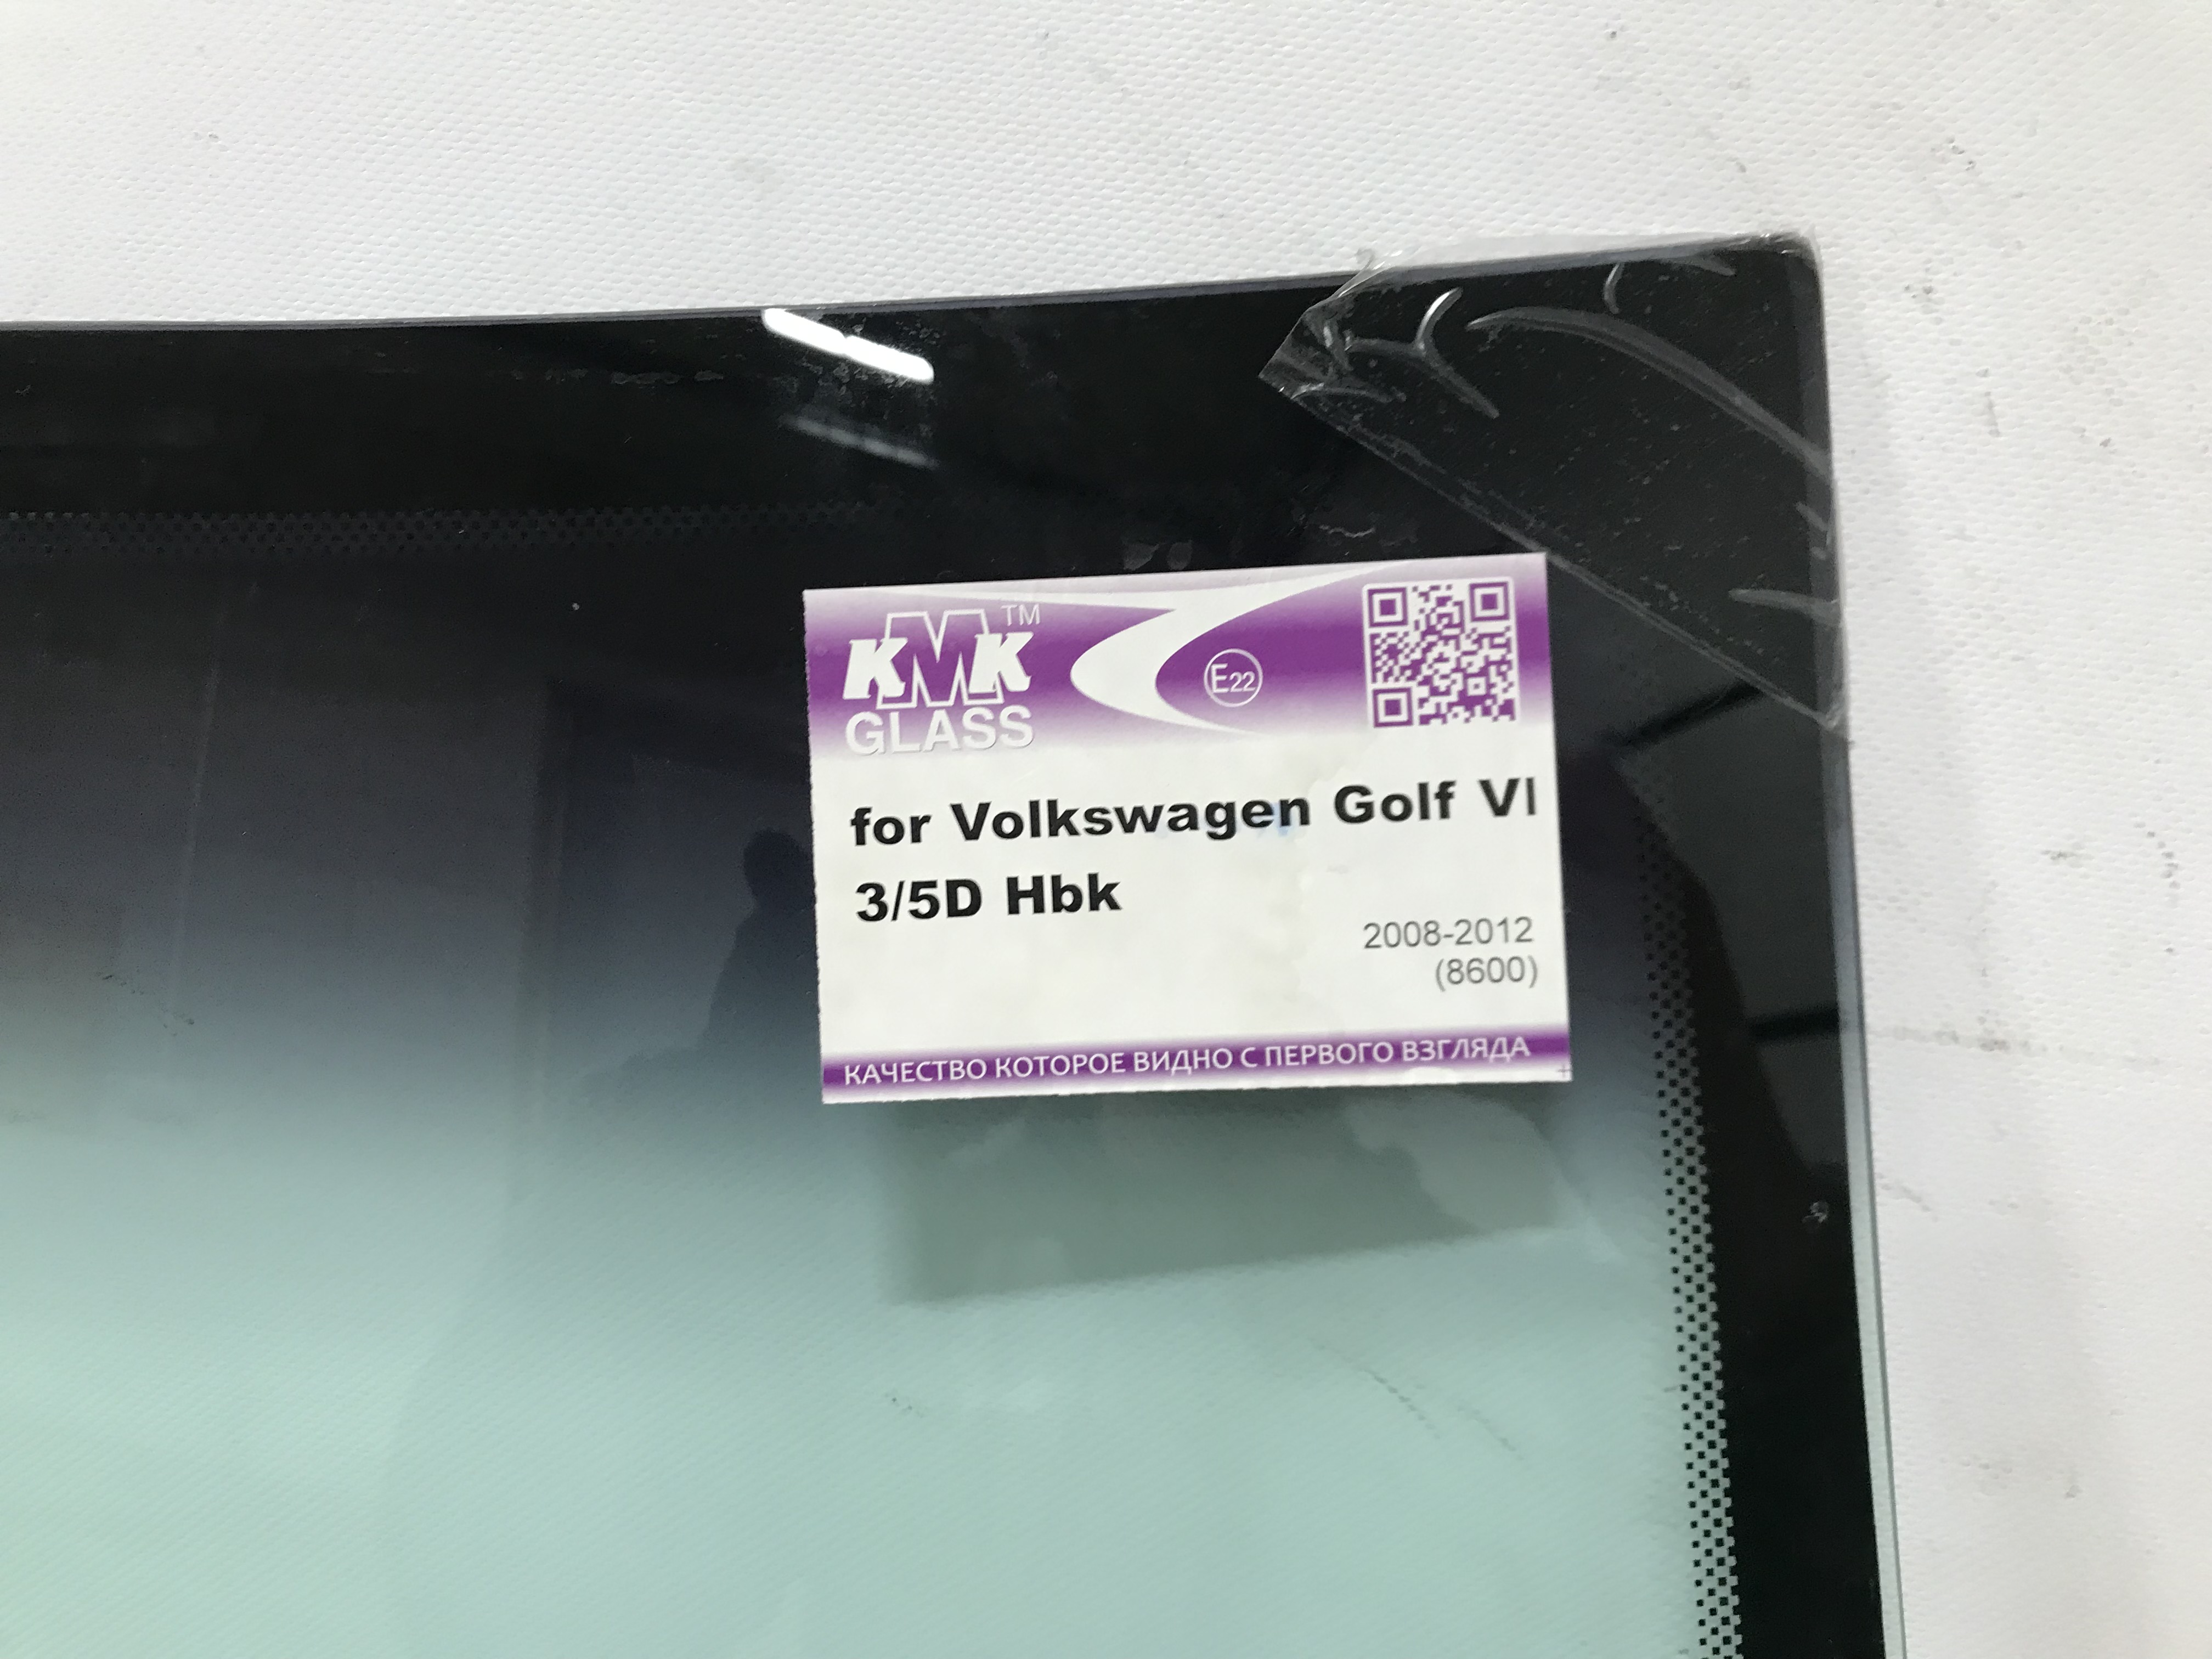 KMK™
GLASS
E22
for Volkswagen Golf VI
3/5D Hbk
2008-2012
(8600)
КАЧЕСТВО КОТОРОЕ ВИДНО С ПЕРВОГО ВЗГЛЯДА